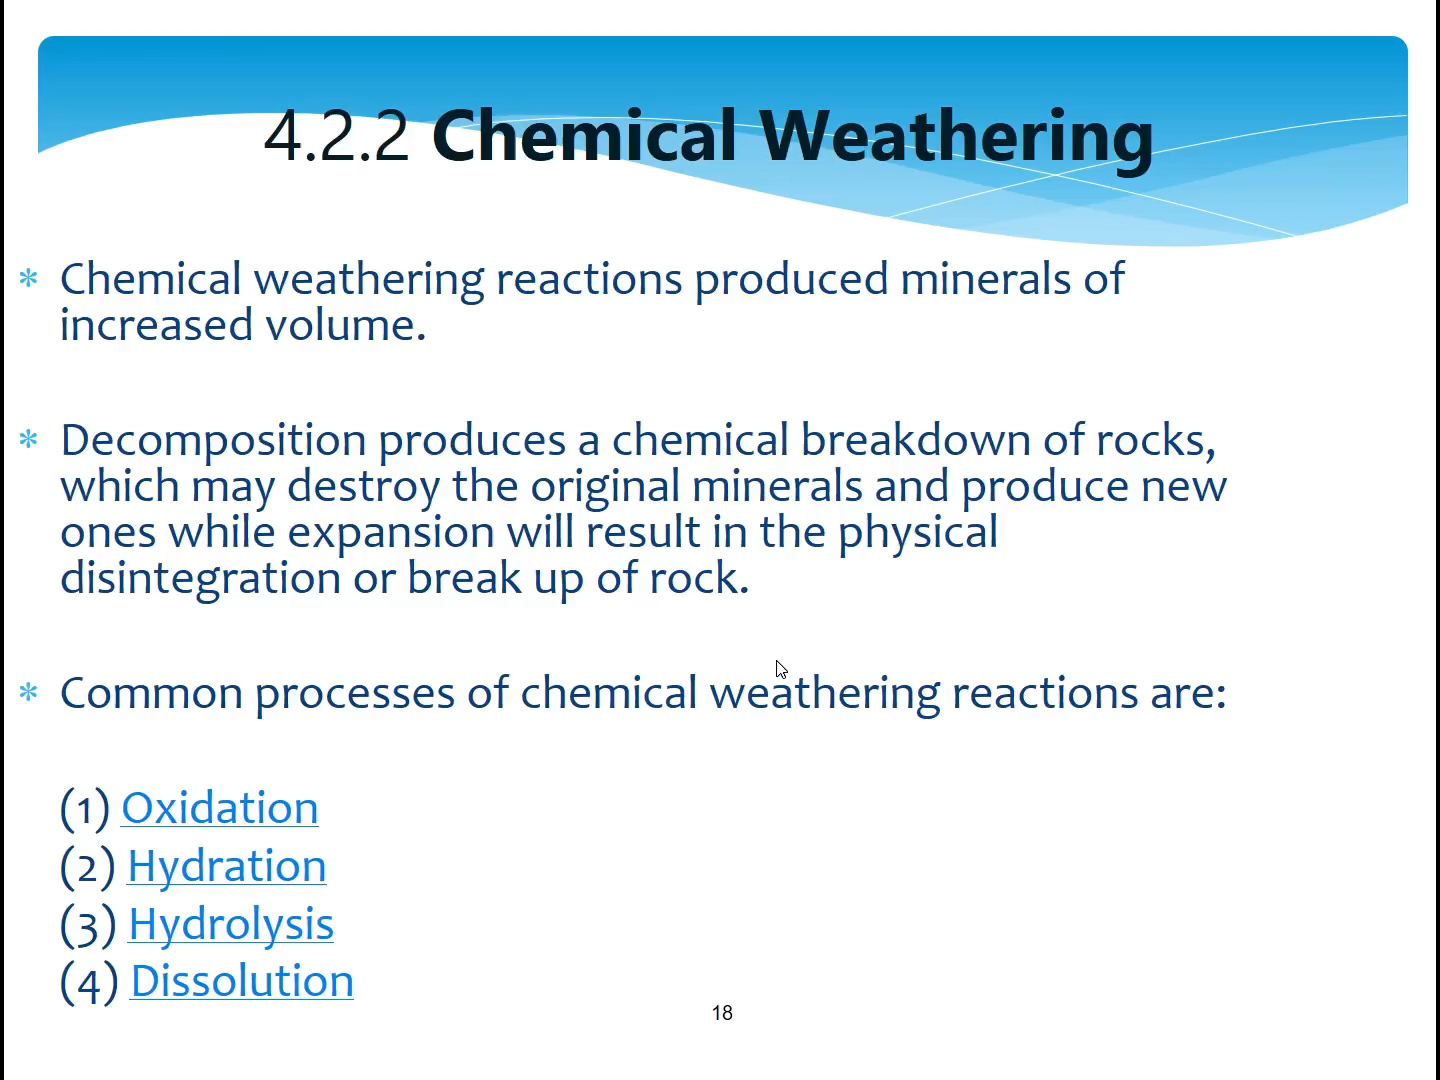 4.2.2 Chemical Weathering
* Chemical weathering reactions produced minerals of
increased volume.
* Decomposition produces a chemical breakdown of rocks,
which may destroy the original minerals and produce new
ones while expansion will result in the physical
disintegration or break up of rock.
* Common processes of chemical weathering reactions are:
(1) Oxidation
(2) Hydration
(3) Hydrolysis
(4) Dissolution
18